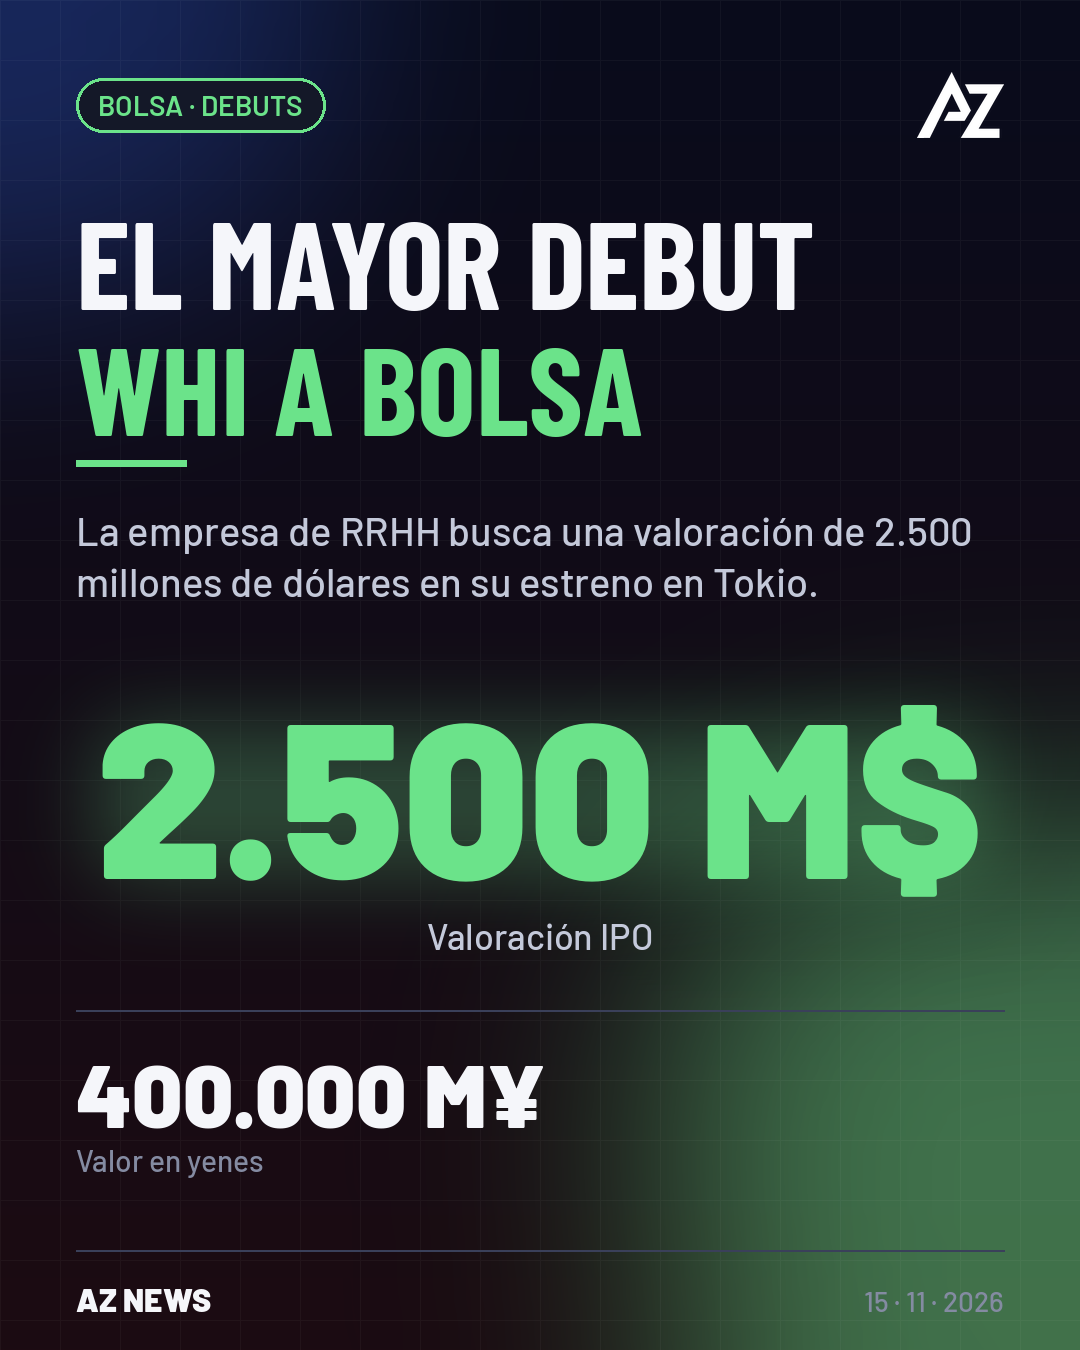 BOLSA · DEBUTS
AZ
EL MAYOR DEBUT
WHI A BOLSA
La empresa de RRHH busca una valoración de 2.500
millones de dólares en su estreno en Tokio.
2.500 M$
Valoración IPO
400.000 M¥
Valor en yenes
AZ NEWS
15 · 11 · 2026